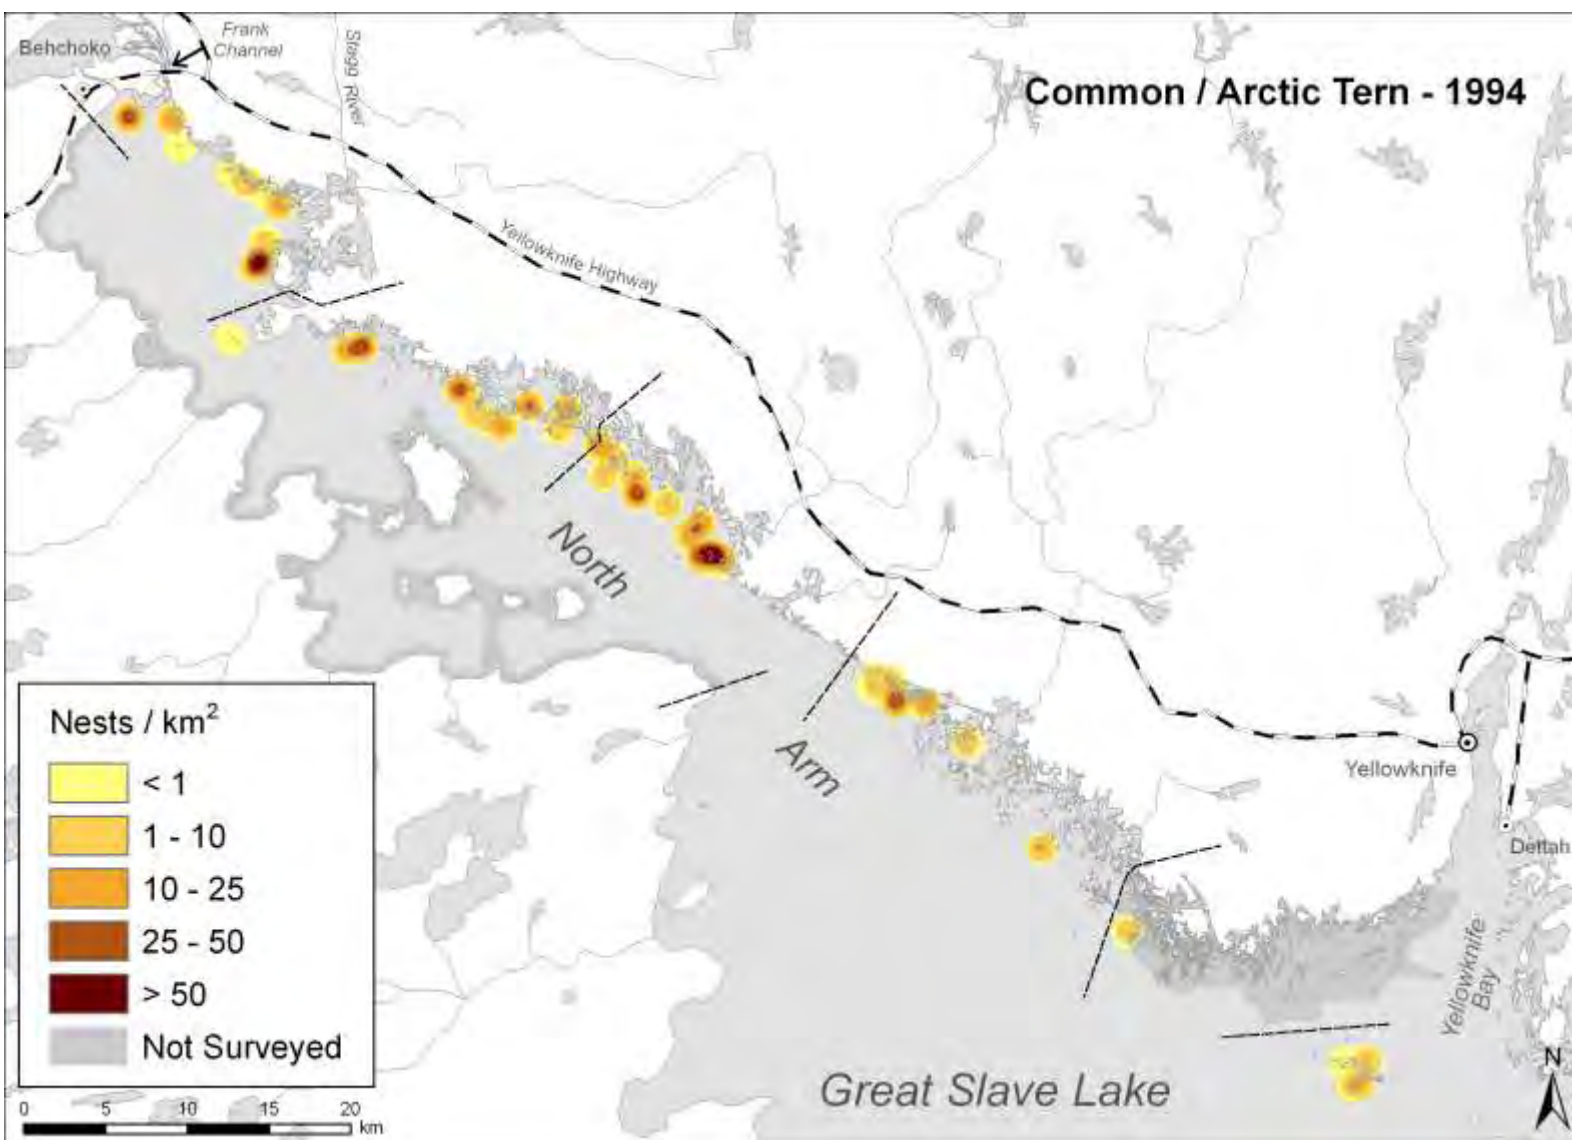 Behchoko
Frank
Channel
Stagg River
Common / Arctic Tern - 1994
Yellowknife Highway
North
Arm
Yellowknife
Dettah
Yellowknife
Bay
Great Slave Lake
N
Nests / km²
< 1
1 - 10
10 - 25
25 - 50
> 50
Not Surveyed
0 5 10 15 20
km